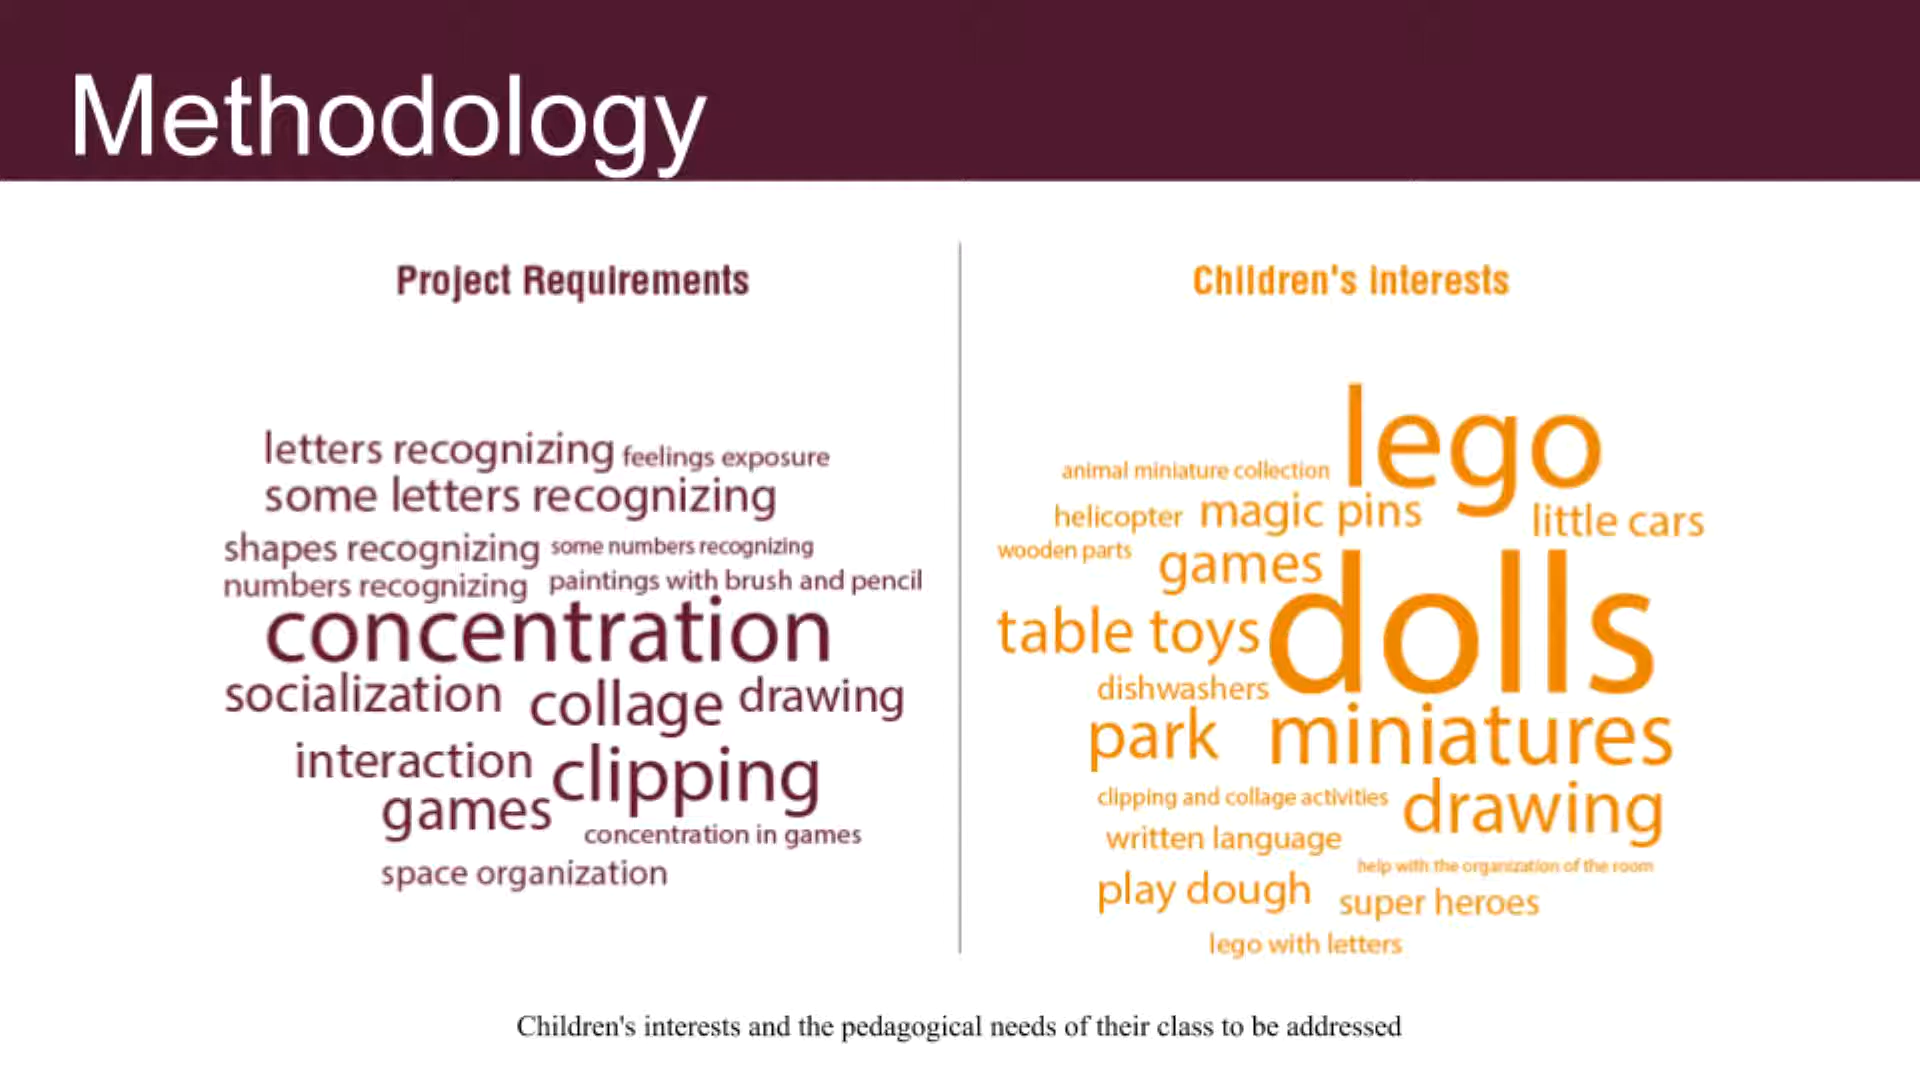 Methodology
Project Requirements
letters recognizing feelings exposure
some letters recognizing
shapes recognizing some numbers recognizing
numbers recognizing paintings with brush and pencil
concentration
socialization collage drawing
interaction clipping
games
concentration in games
space organization
Children's Interests
lego
animal miniature collection
helicopter magic pins little cars
wooden parts games
dolls
table toys
dishwashers
park miniatures
clipping and collage activities drawing
written language
help with the organization of the room
play dough super heroes
lego with letters
Children's interests and the pedagogical needs of their class to be addressed